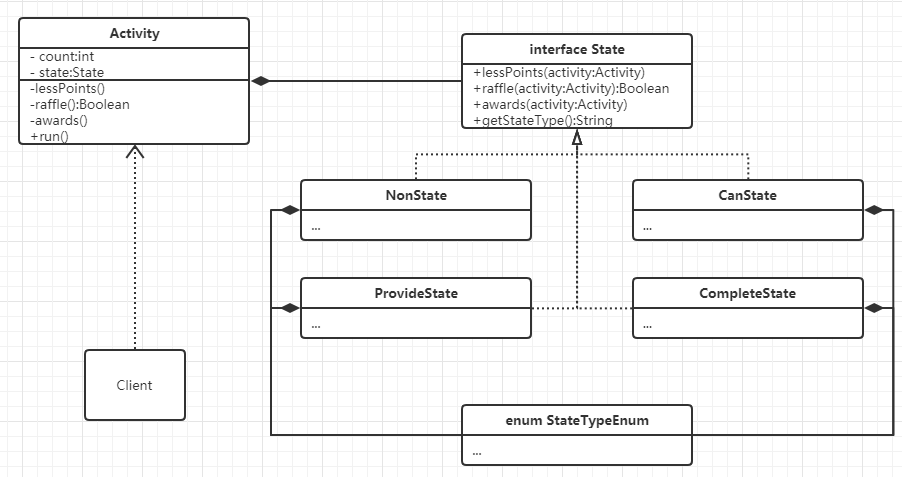 Activity
- count:int
- state:State
-lessPoints()
-raffle():Boolean
-awards()
+run()
interface State
+lessPoints(activity:Activity)
+raffle(activity:Activity):Boolean
+awards(activity:Activity)
+getStateType():String
NonState
...
CanState
...
ProvideState
...
CompleteState
...
Client
enum StateTypeEnum
...